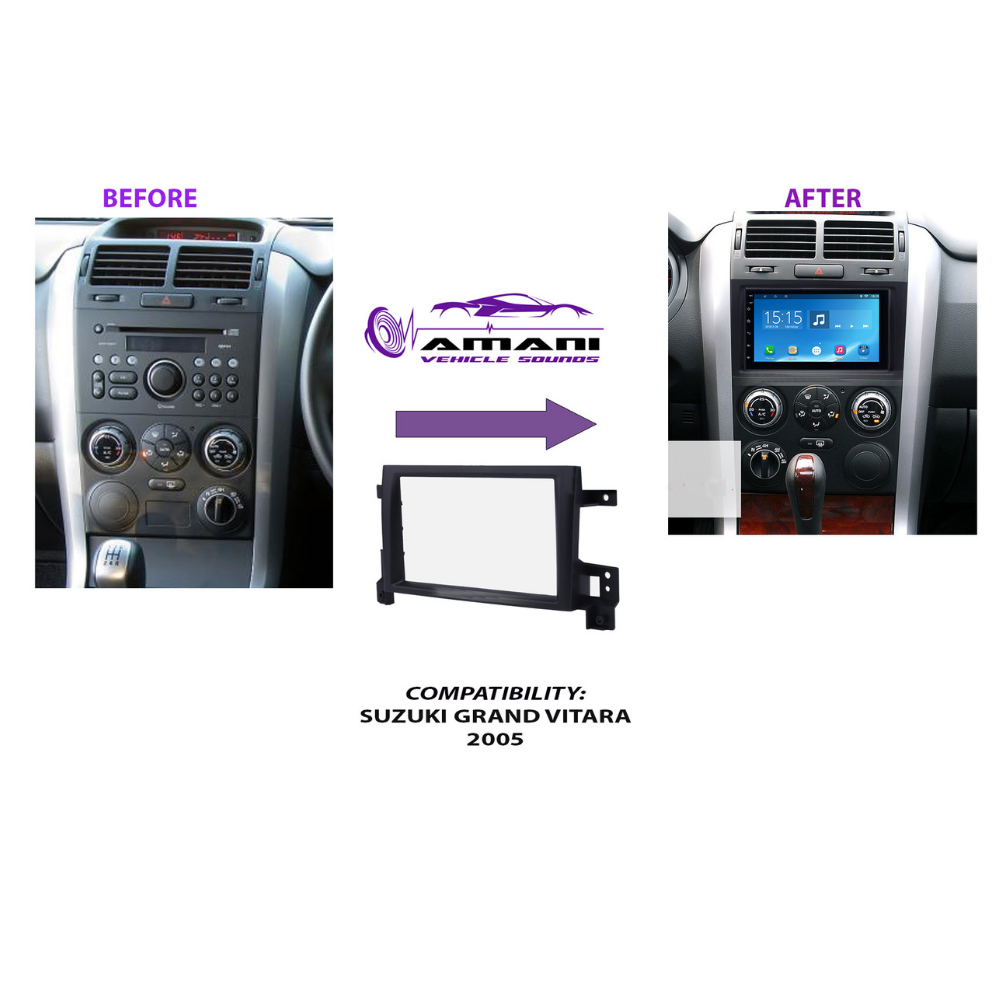 BEFORE
AFTER
15:15
AMANI
VEHICLE SOUNDS
COMPATIBILITY:
SUZUKI GRAND VITARA
2005